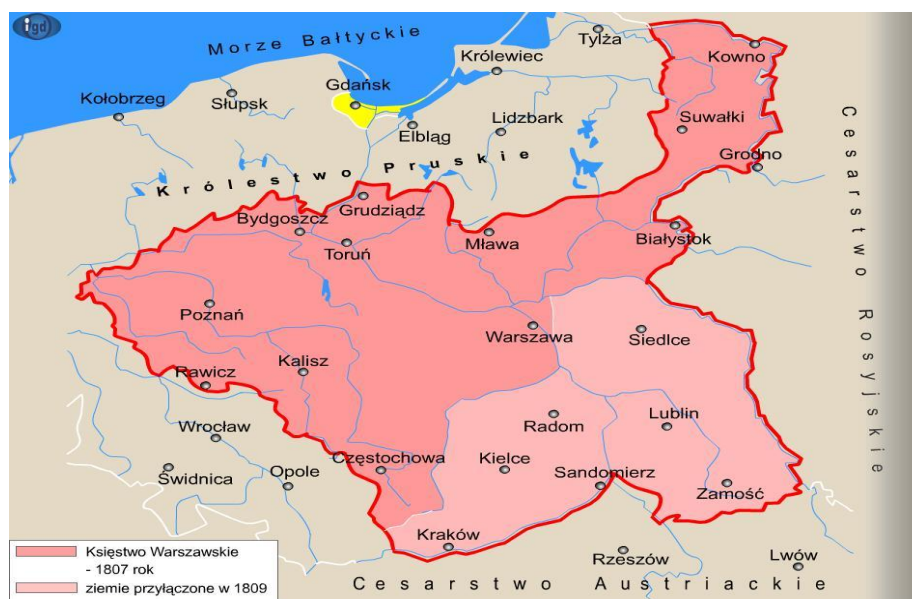 rgd
Morze Bałtyckie
Tylża
Kowno
Królewiec
Gdańsk
Kołobrzeg
Słupsk
Suwałki
Elbląg
Lidzbark
Grodno
Królestwo Pruskie
Cesarstwo Rosyjskie
Grudziądz
Bydgoszcz
Toruń
Mława
Białystok
Poznań
Warszawa
Siedlce
Kalisz
Rawicz
Wrocław
Radom
Lublin
Świdnica
Opole
Częstochowa
Kielce
Sandomierz
Zamość
Kraków
Rzeszów
Lwów
Cesarstwo Austriackie
Księstwo Warszawskie
- 1807 rok
ziemie przyłączone w 1809